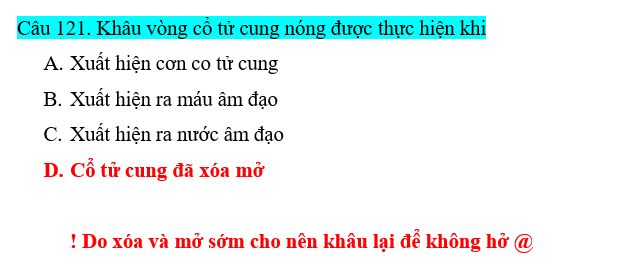 Câu 121. Khâu vòng cổ tử cung nóng được thực hiện khi
A. Xuất hiện cơn co tử cung
B. Xuất hiện ra máu âm đạo
C. Xuất hiện ra nước âm đạo
D. Cổ tử cung đã xóa mở
! Do xóa và mở sớm cho nên khâu lại để không hở @